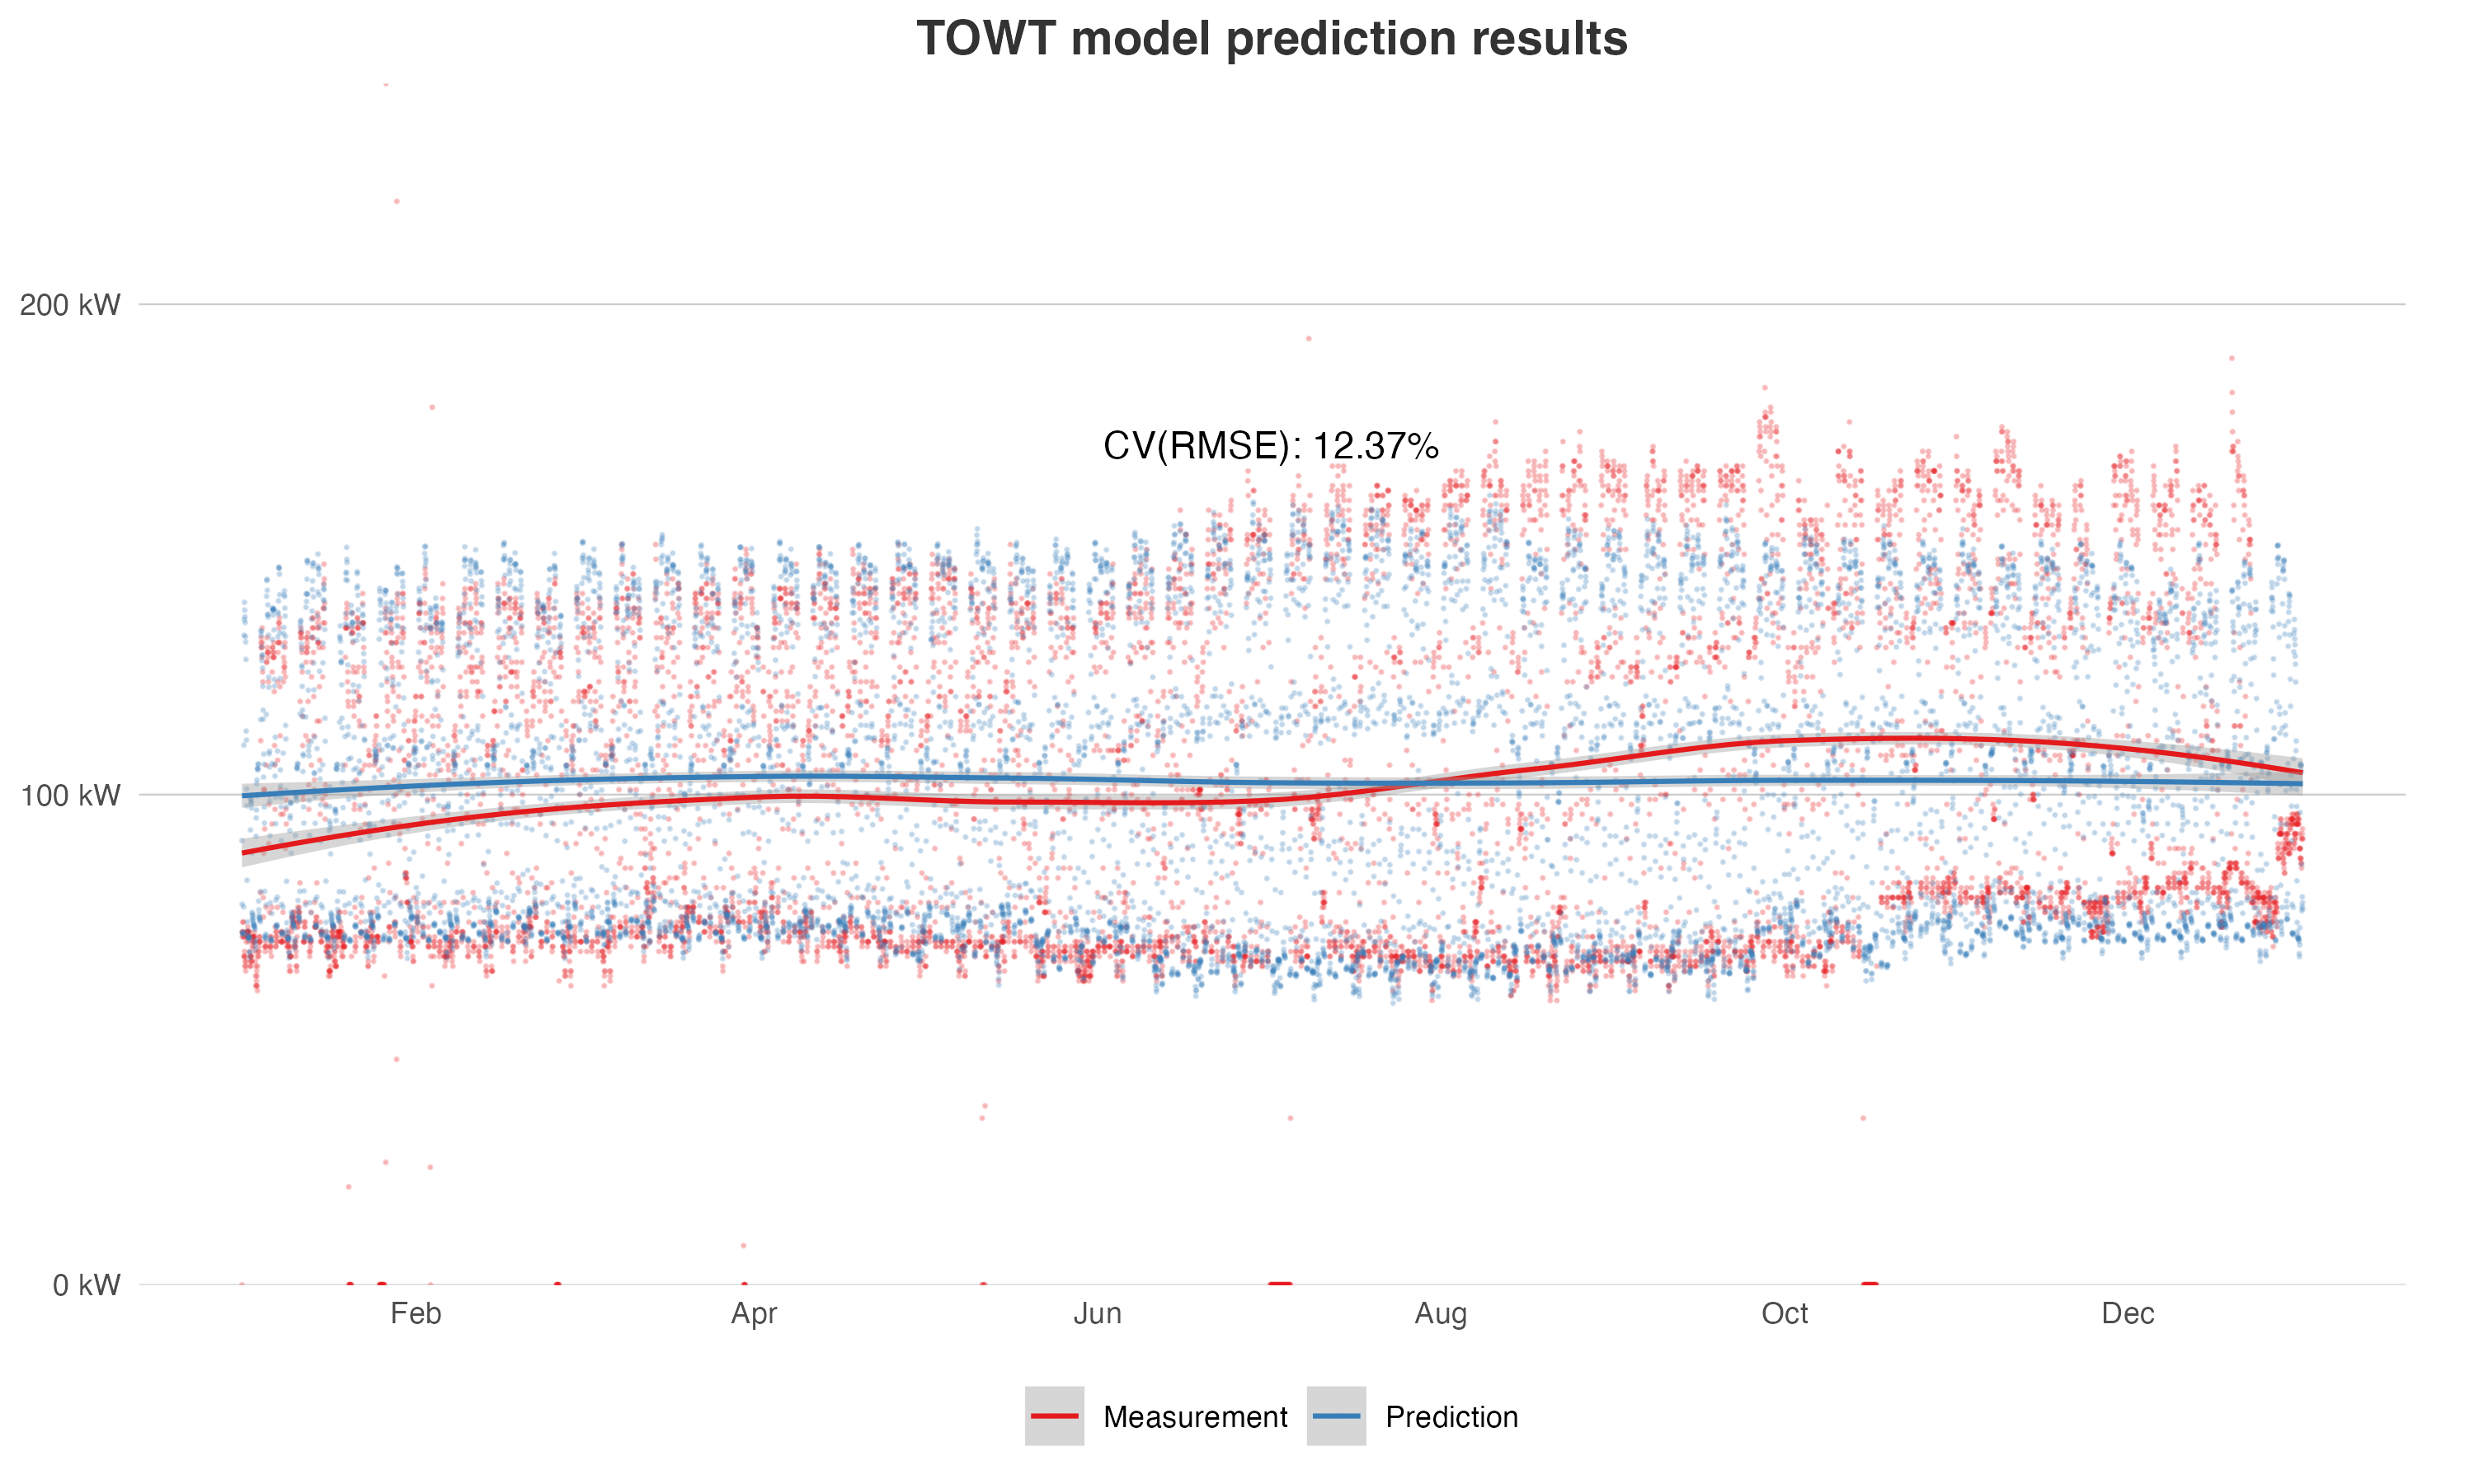 TOWT model prediction results
200 kW
CV(RMSE): 12.37%
100 kW
0 kW
Feb Apr Jun Aug Oct Dec
Measurement Prediction